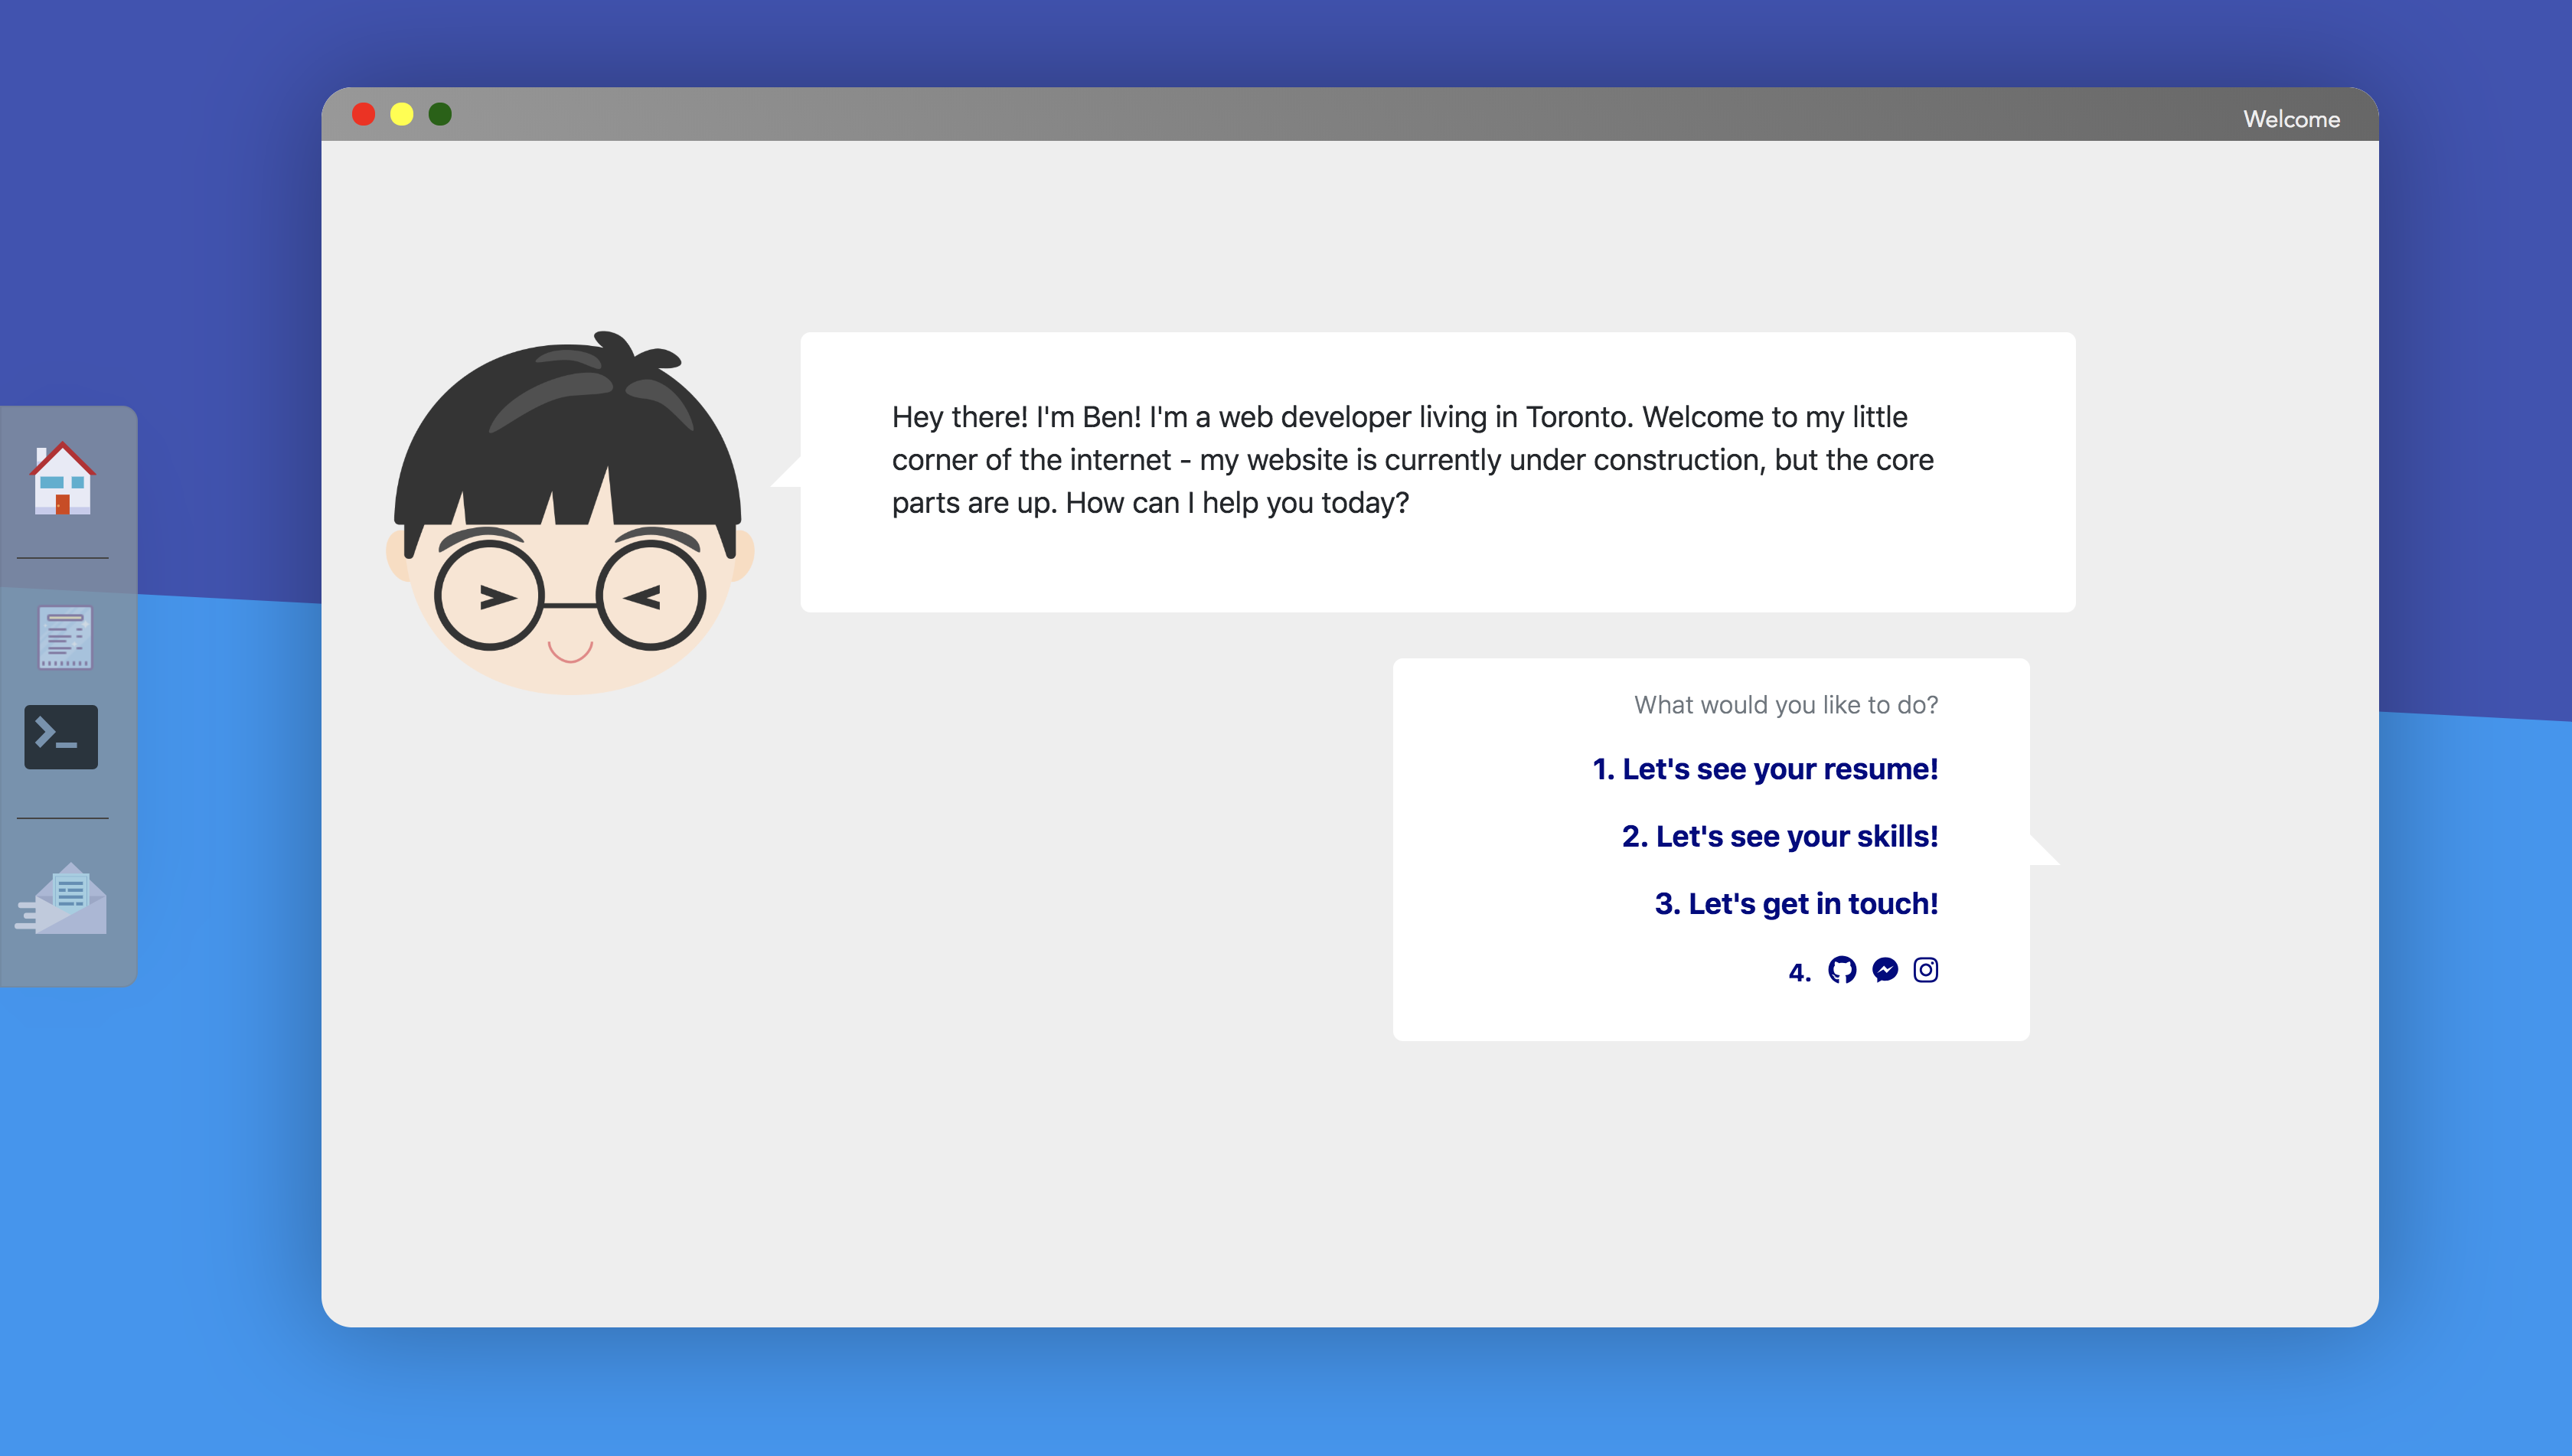 Welcome
Hey there! I'm Ben! I'm a web developer living in Toronto. Welcome to my little
corner of the internet - my website is currently under construction, but the core
parts are up. How can I help you today?
What would you like to do?
1. Let's see your resume!
2. Let's see your skills!
3. Let's get in touch!
4.